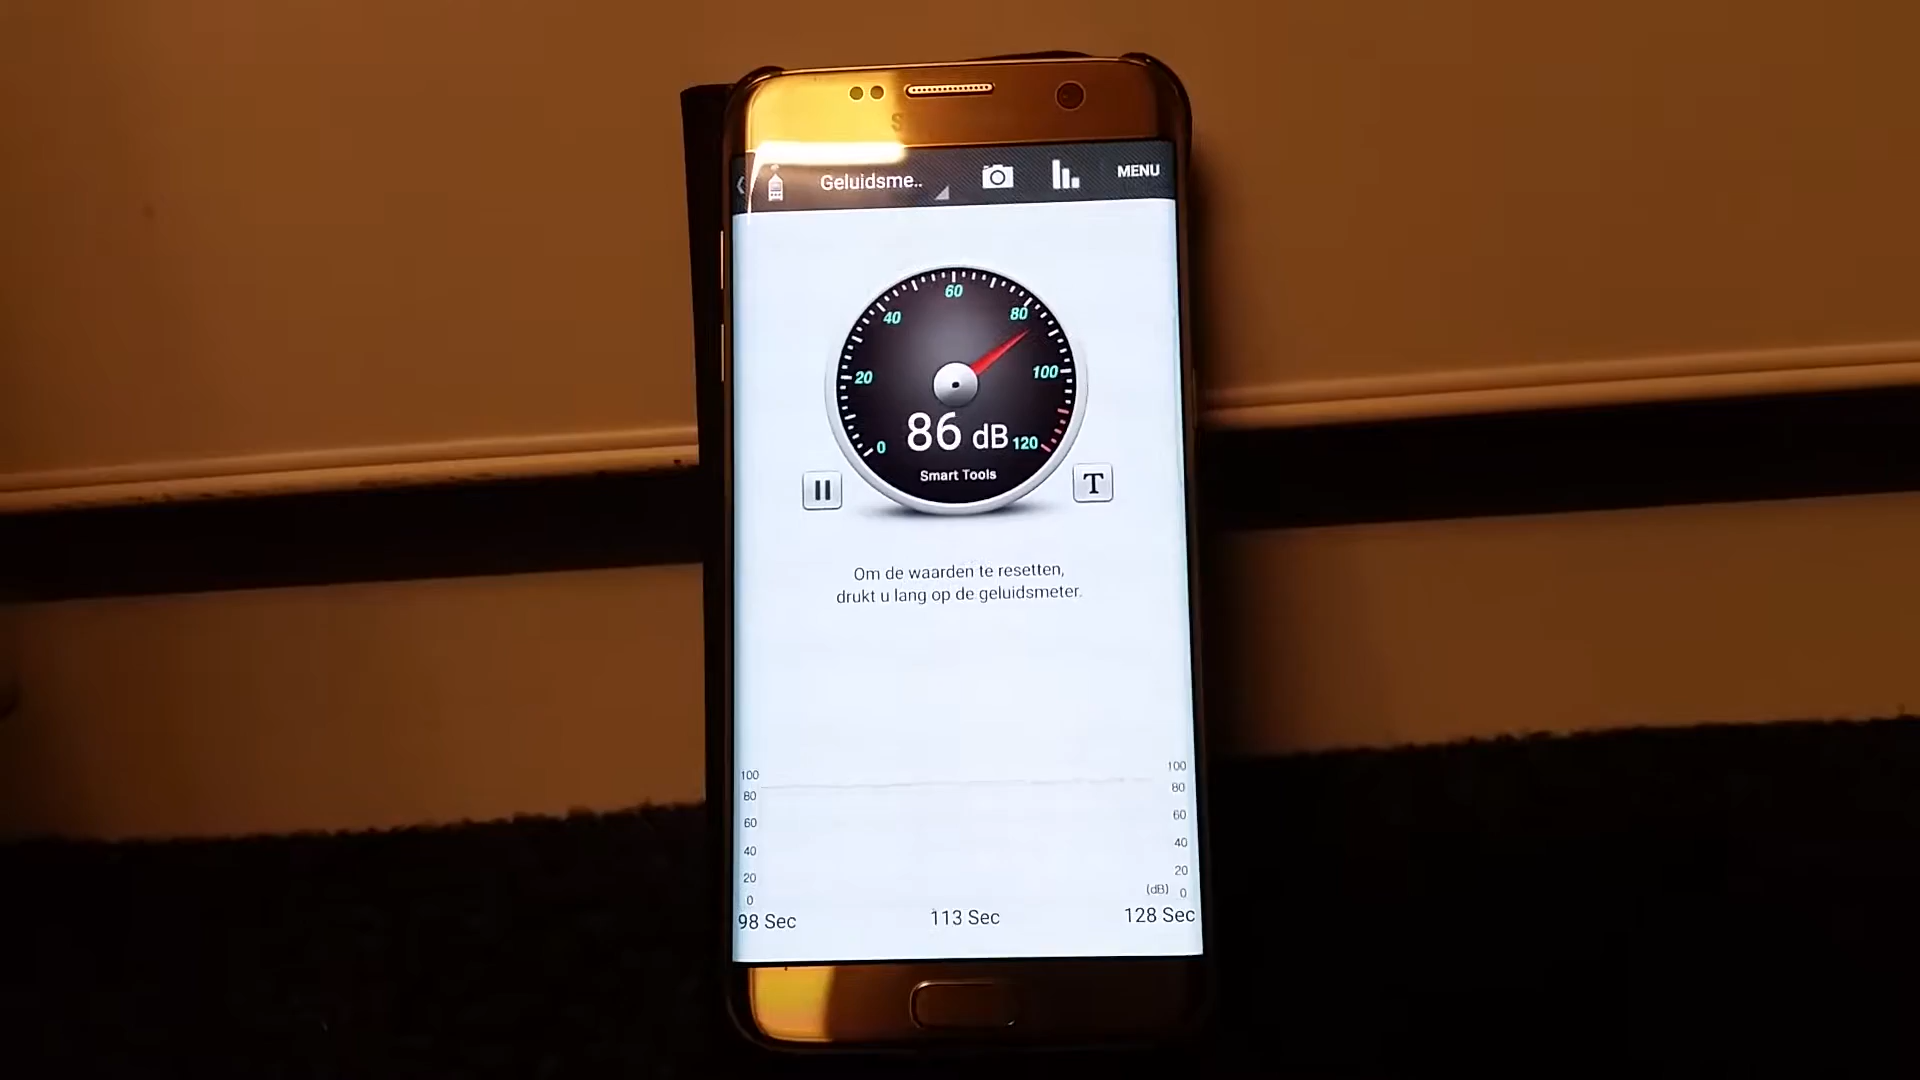 Geluidsme..
MENU
60
40
80
20
100
0
86 dB
120
Smart Tools
T
Om de waarden te resetten,
drukt u lang op de geluidsmeter.
100
100
80
80
60
60
40
40
20
20
(dB)
0
0
98 Sec
113 Sec
128 Sec